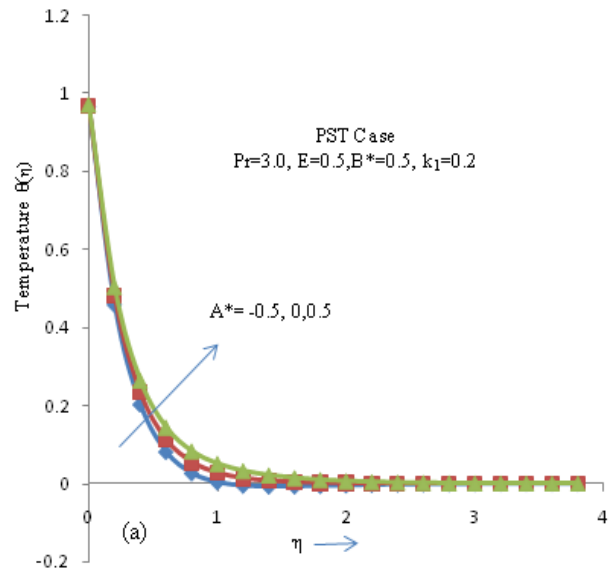 1.2
1
0.8
0.6
0.4
0.2
0
-0.2
Temperature θ(η)
PST Case
Pr=3.0, E=0.5,B*=0.5, k₁=0.2
A*= -0.5, 0,0.5
0 1 2 3 4
(a)
η